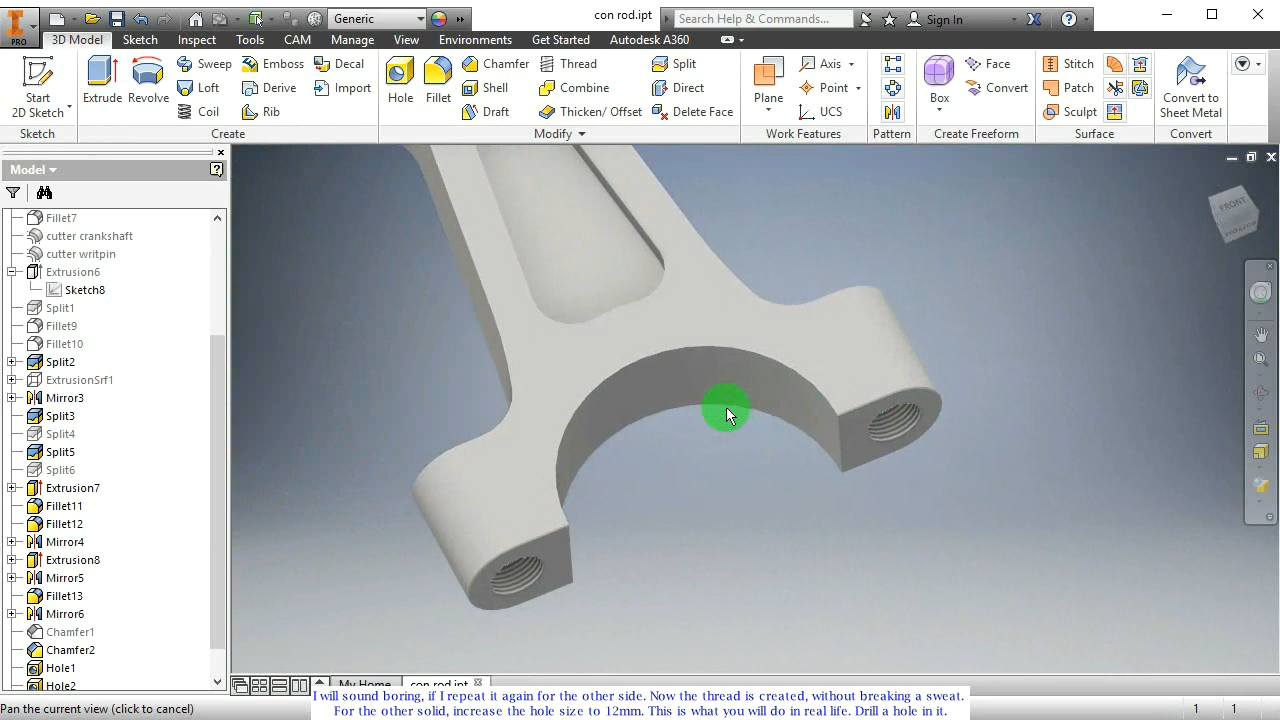 PRO
Generic
con rod.ipt
Search Help & Commands...
Sign In
3D Model Sketch Inspect Tools CAM Manage View Environments Get Started Autodesk A360
Start
2D Sketch
Extrude
Revolve
Sweep
Loft
Coil
Emboss
Derive
Rib
Decal
Import
Hole
Fillet
Chamfer
Shell
Draft
Thread
Combine
Thicken/ Offset
Split
Direct
Delete Face
Plane
Axis
Point
UCS
Box
Face
Convert
Stitch
Patch
Sculpt
Convert to
Sheet Metal
Sketch
Create
Modify
Work Features
Pattern
Create Freeform
Surface
Convert
Model
Fillet7
cutter crankshaft
cutter writpin
Extrusion6
Sketch8
Split1
Fillet9
Fillet10
Split2
ExtrusionSrf1
Mirror3
Split3
Split4
Split5
Split6
Extrusion7
Fillet11
Fillet12
Mirror4
Extrusion8
Mirror5
Fillet13
Mirror6
Chamfer1
Chamfer2
Hole1
Hole2
FRONT
My Home
con rod.ipt
I will sound boring, if I repeat it again for the other side. Now the thread is created, without breaking a sweat.
For the other solid, increase the hole size to 12mm. This is what you will do in real life. Drill a hole in it.
Pan the current view (click to cancel)
1 1